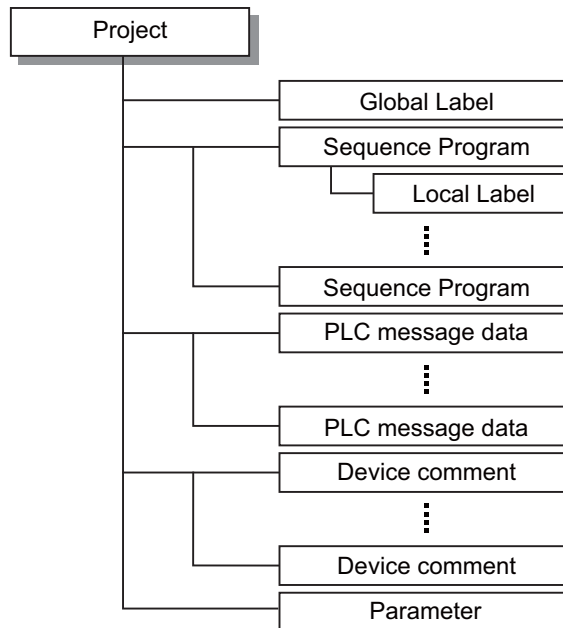 Project
Global Label
Sequence Program
Local Label
Sequence Program
PLC message data
PLC message data
Device comment
Device comment
Parameter